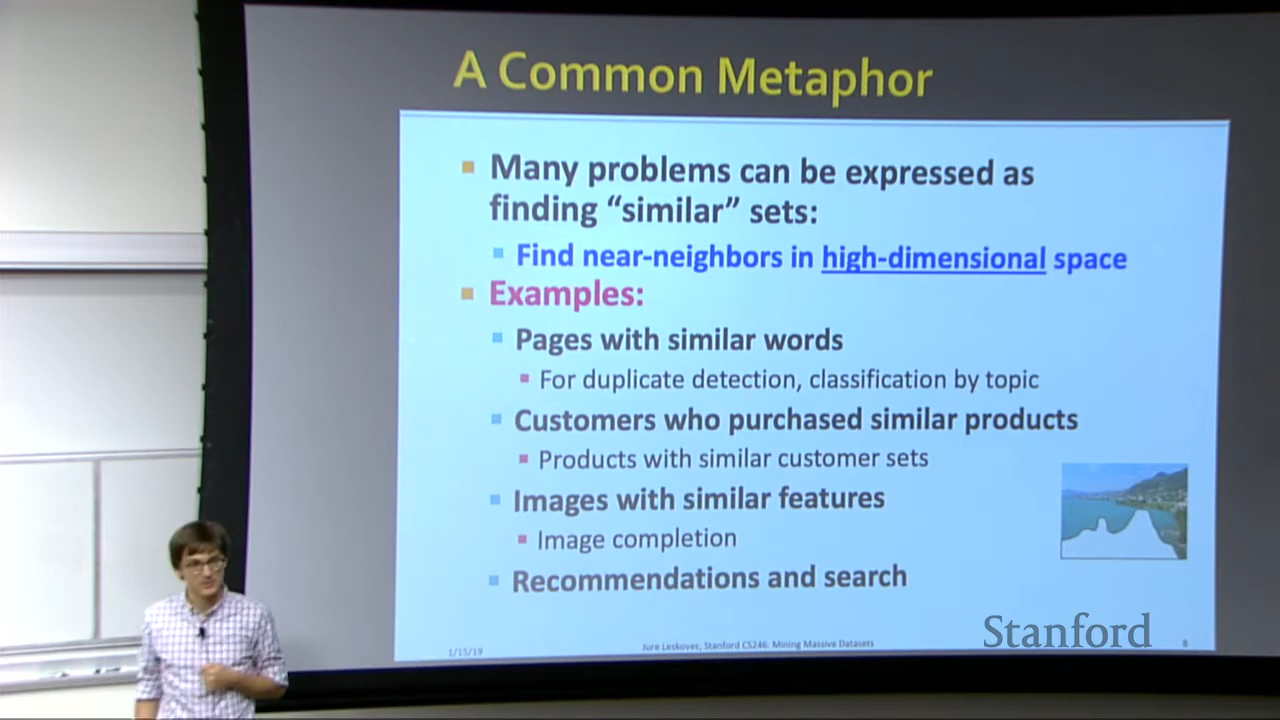 A Common Metaphor
Many problems can be expressed as
finding “similar” sets:
Find near-neighbors in high-dimensional space
Examples:
Pages with similar words
For duplicate detection, classification by topic
Customers who purchased similar products
Products with similar customer sets
Images with similar features
Image completion
Recommendations and search
Stanford
1/15/19
Jure Leskovec, Stanford CS246: Mining Massive Datasets